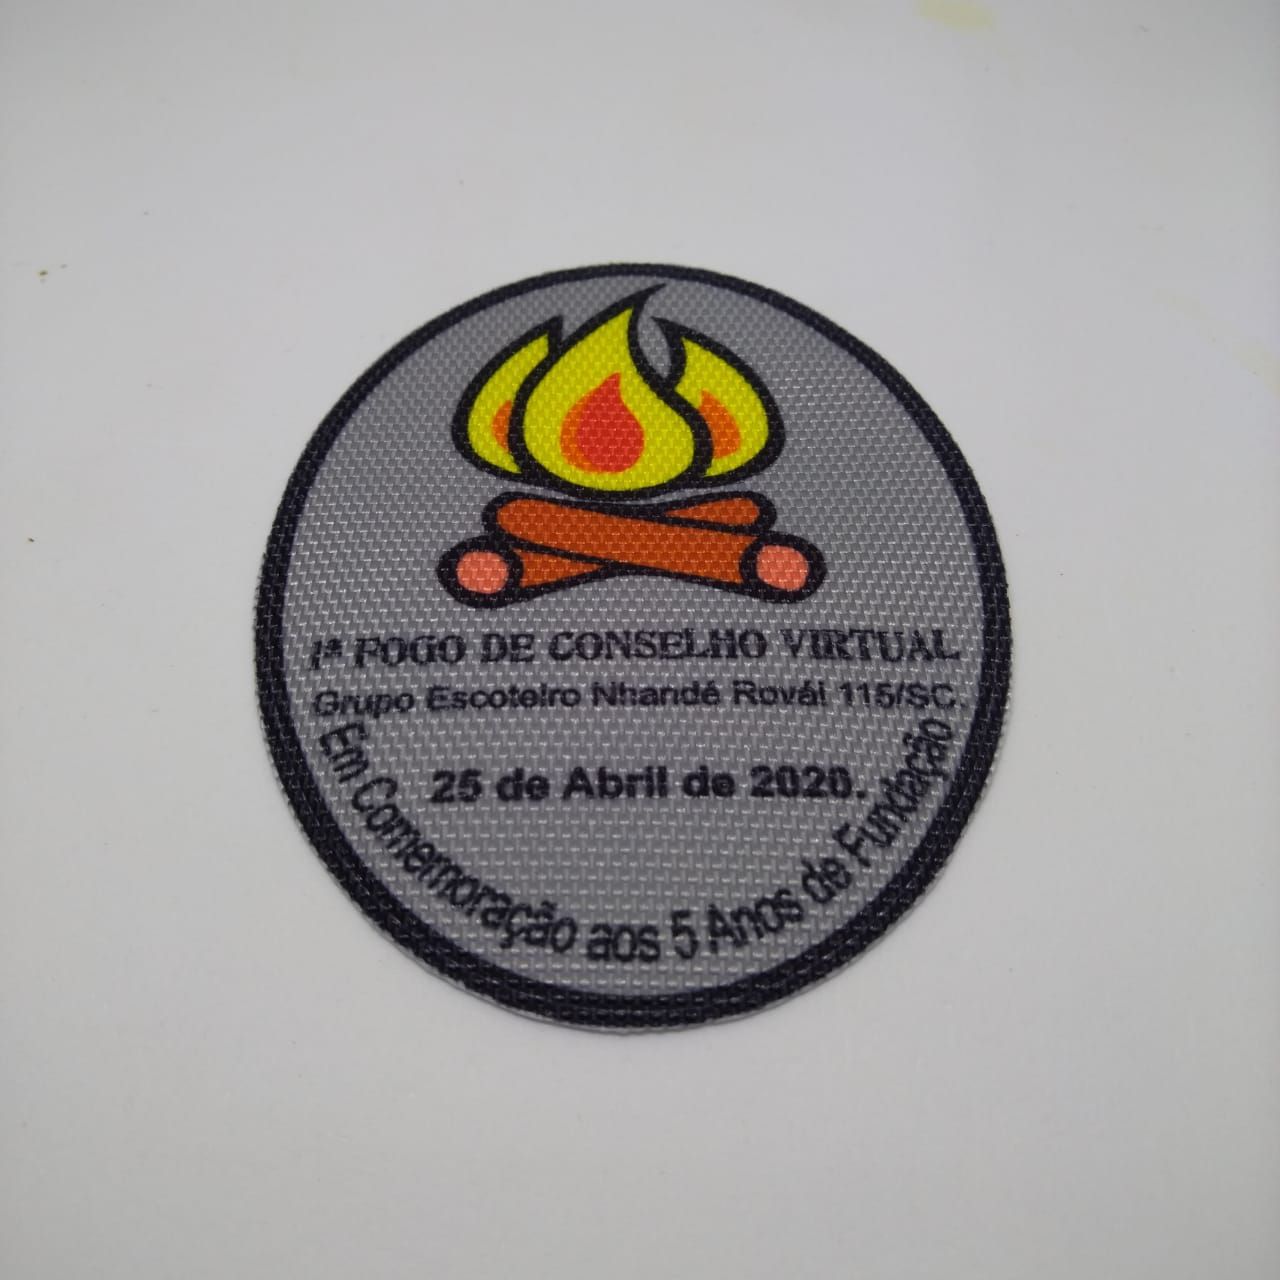 1ª FOGO DE CONSELHO VIRTUAL
Grupo Escoteiro Nhandé Rovái 115/SC.
25 de Abril de 2020.
Em Comemoração aos 5 Anos de Fundação